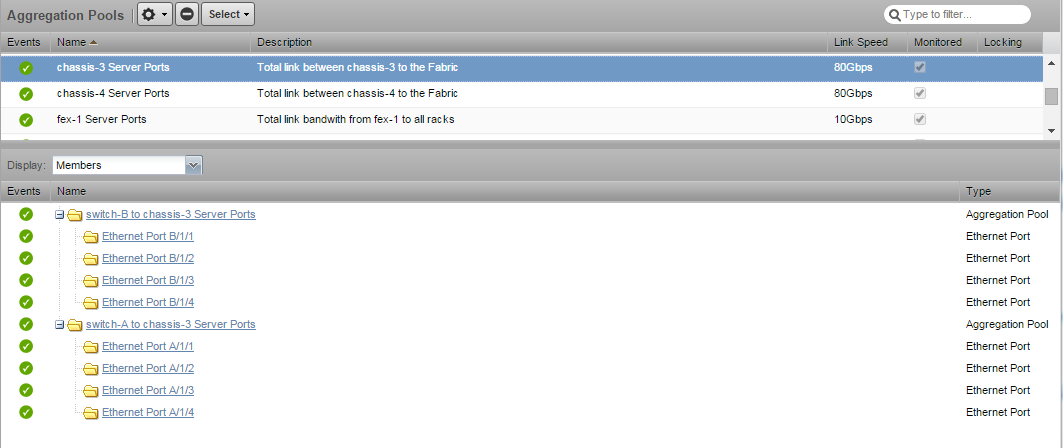 Aggregation Pools Select Type to filter...
Events Name Description Link Speed Monitored Locking
chassis-3 Server Ports Total link between chassis-3 to the Fabric 80Gbps
chassis-4 Server Ports Total link between chassis-4 to the Fabric 80Gbps
fex-1 Server Ports Total link bandwith from fex-1 to all racks 10Gbps
Display: Members
Events Name Type
switch-B to chassis-3 Server Ports Aggregation Pool
Ethernet Port B/1/1 Ethernet Port
Ethernet Port B/1/2 Ethernet Port
Ethernet Port B/1/3 Ethernet Port
Ethernet Port B/1/4 Ethernet Port
switch-A to chassis-3 Server Ports Aggregation Pool
Ethernet Port A/1/1 Ethernet Port
Ethernet Port A/1/2 Ethernet Port
Ethernet Port A/1/3 Ethernet Port
Ethernet Port A/1/4 Ethernet Port